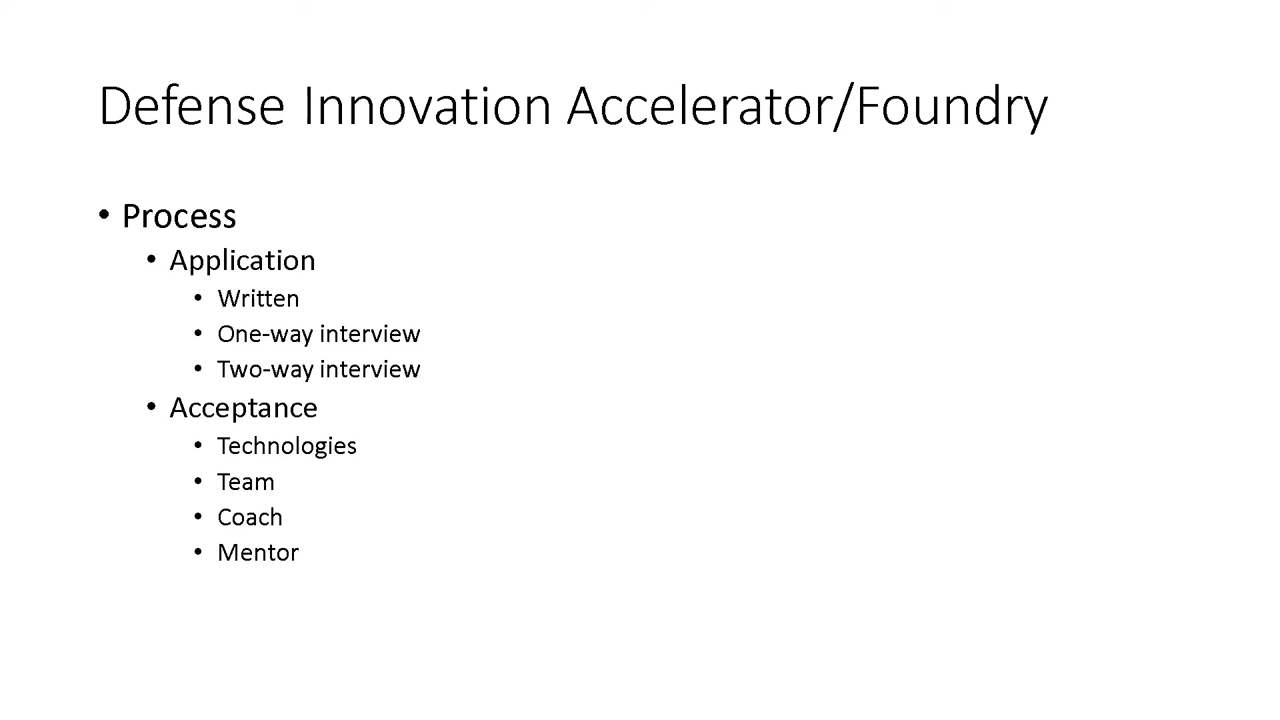 Defense Innovation Accelerator/Foundry
• Process
• Application
• Written
• One-way interview
• Two-way interview
• Acceptance
• Technologies
• Team
• Coach
• Mentor